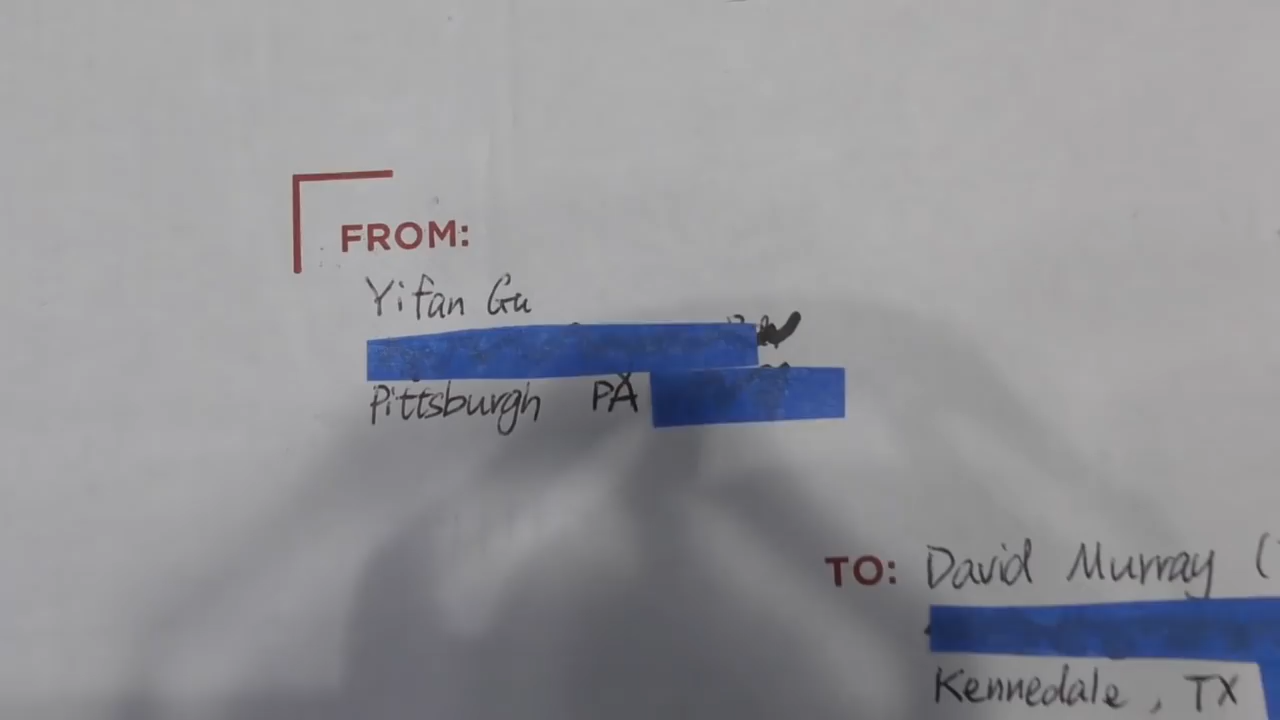 FROM:
Yifan Gu
Pittsburgh PA
TO: David Murray (
Kennedale, TX